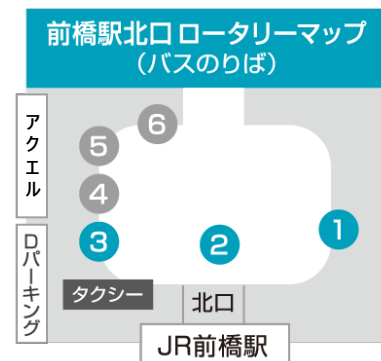 前橋駅北口 ロータリーマップ
（バスのりば）
アクエル
6
5
4
3
2
1
Dパーキング
タクシー
北口
JR前橋駅